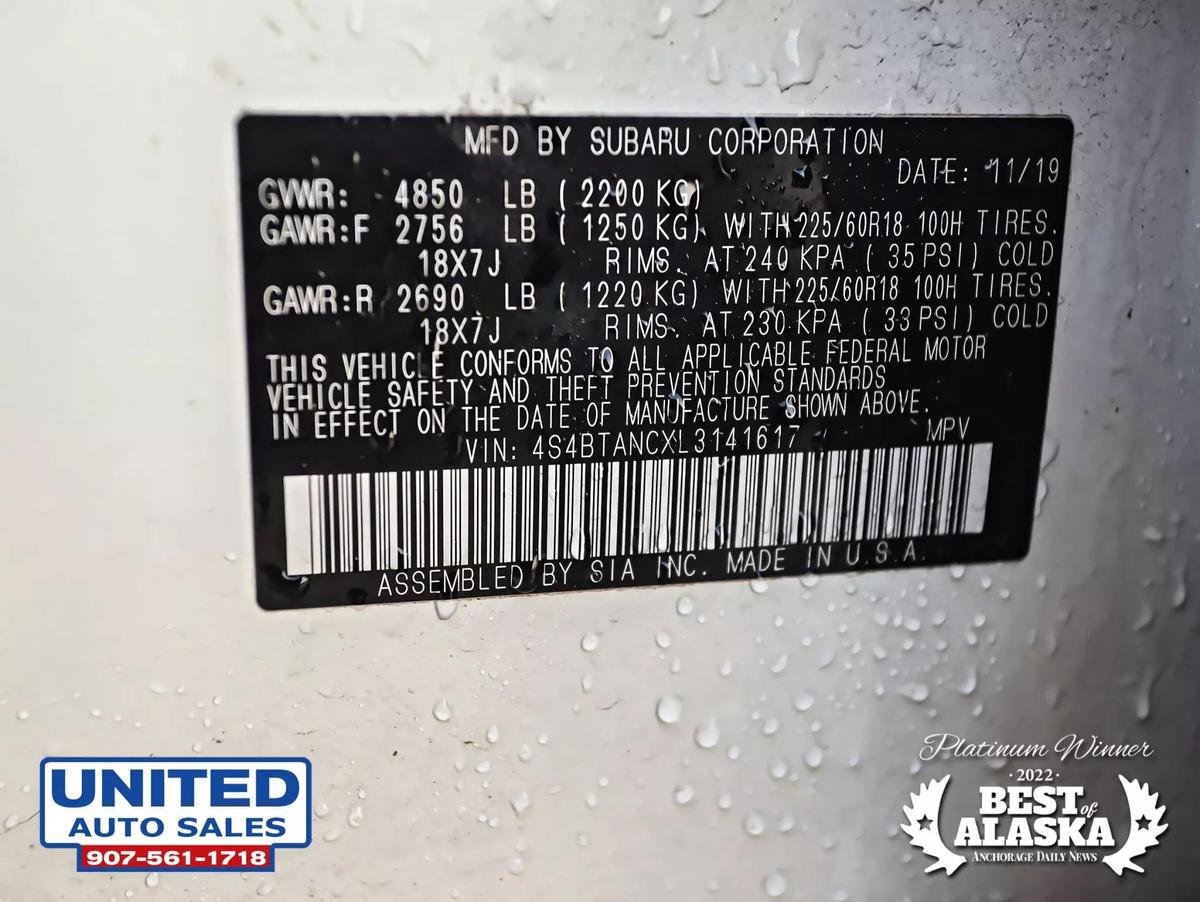 MFD BY SUBARU CORPORATION
DATE: 11/19
GVWR: 4850 LB ( 2200 KG)
GAWR:F 2756 LB ( 1250 KG) WITH 225/60R18 100H TIRES.
18X7J RIMS. AT 240 KPA ( 35 PSI) COLD
GAWR:R 2690 LB ( 1220 KG) WITH 225/60R18 100H TIRES.
18X7J RIMS. AT 230 KPA ( 33 PSI) COLD
THIS VEHICLE CONFORMS TO ALL APPLICABLE FEDERAL MOTOR
VEHICLE SAFETY AND THEFT PREVENTION STANDARDS
IN EFFECT ON THE DATE OF MANUFACTURE SHOWN ABOVE.
VIN: 4S4BTANCXL3141617 MPV
ASSEMBLED BY SIA INC. MADE IN U.S.A.
UNITED
AUTO SALES
907-561-1718
Platinum Winner
·2022·
BEST of
ALASKA
ANCHORAGE DAILY NEWS